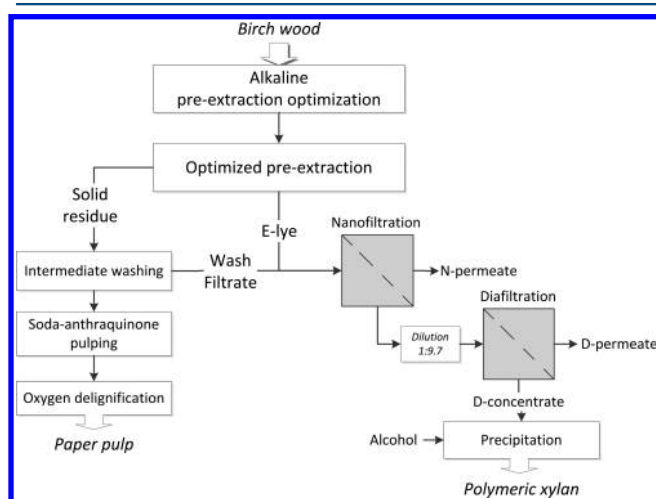 Birch wood
Alkaline
pre-extraction optimization
Optimized pre-extraction
Solid
residue
E-lye
Nanofiltration
Intermediate washing
Wash
Filtrate
N-permeate
Diafiltration
Soda-anthraquinone
pulping
Dilution
1:9.7
D-permeate
Oxygen delignification
D-concentrate
Paper pulp
Alcohol
Precipitation
Polymeric xylan